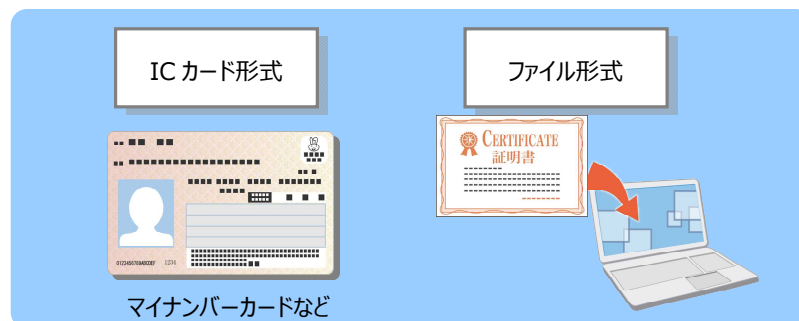 IC カード形式
ファイル形式
CERTIFICATE
証明書
0123456789ABCDEF 1234
マイナンバーカードなど